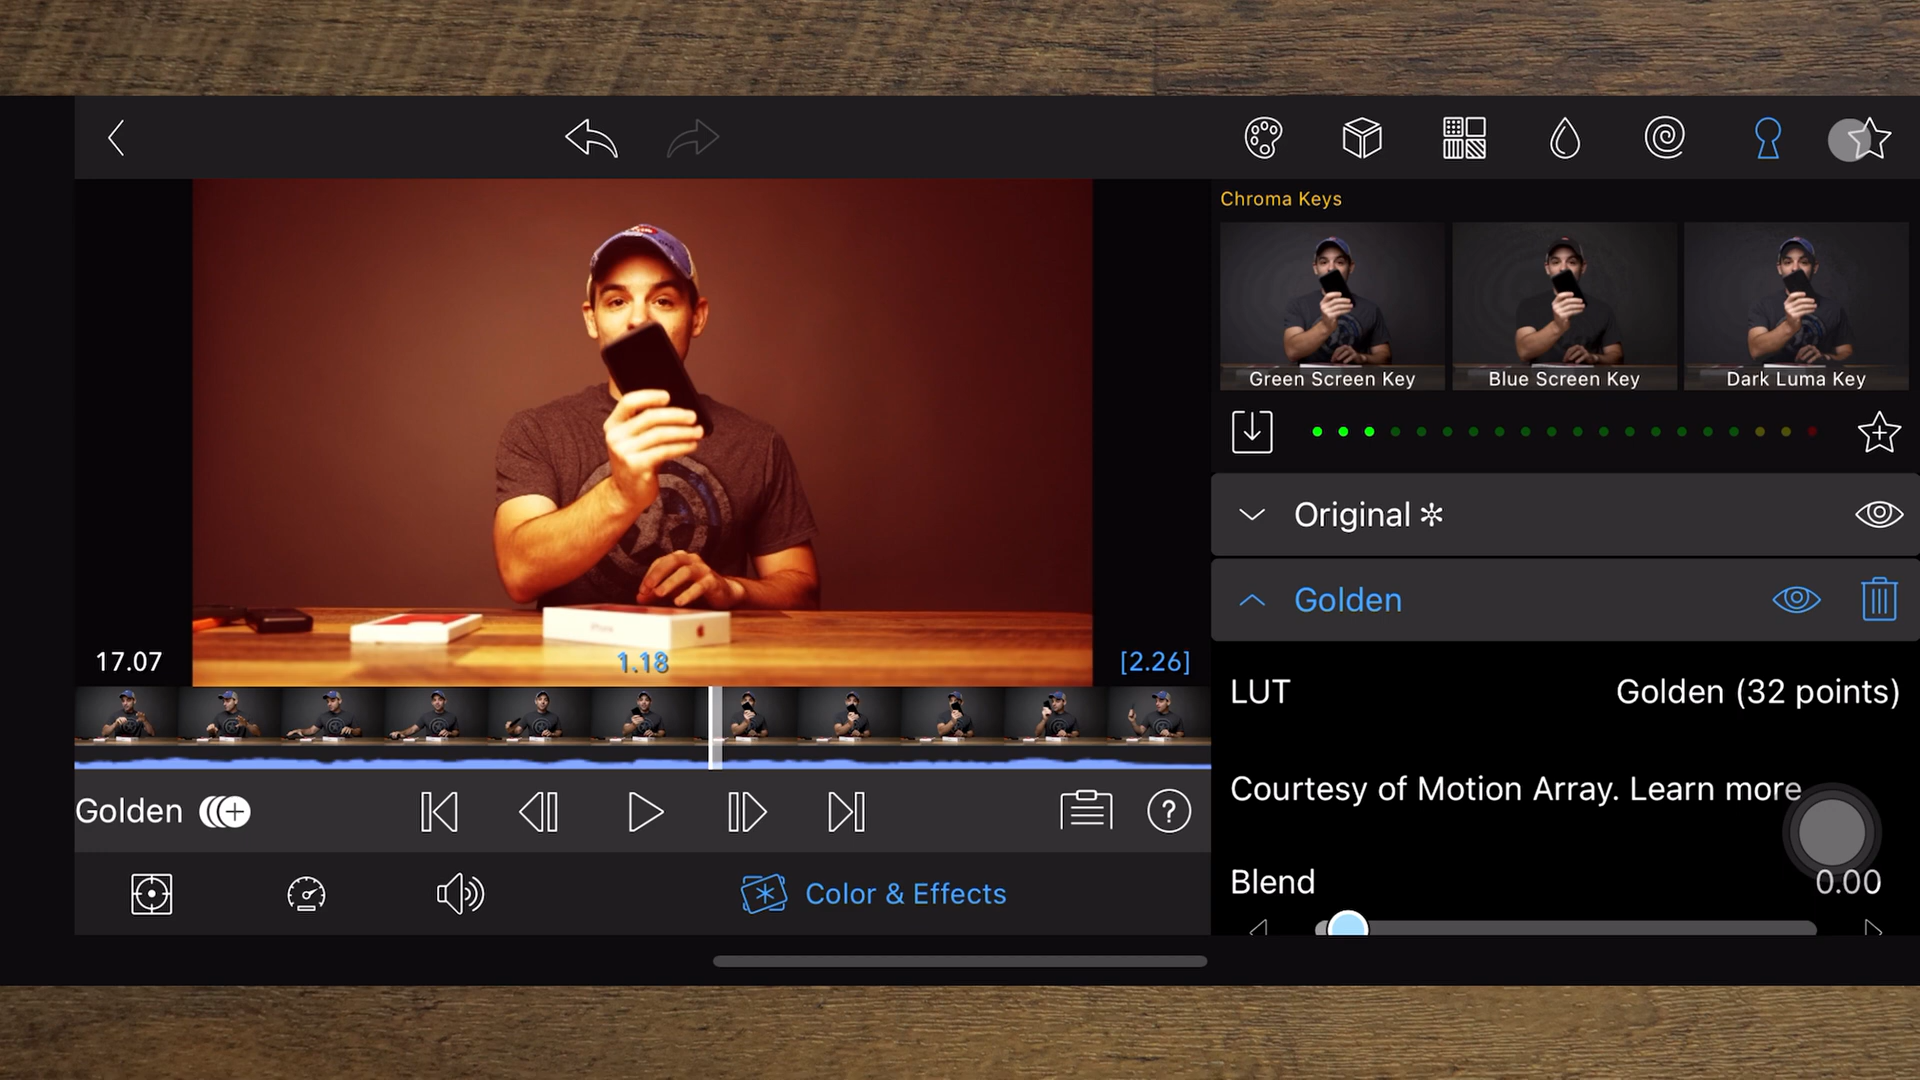 Chroma Keys
Green Screen Key
Blue Screen Key
Dark Luma Key
Original
Golden
17.07
1.18
[2.26]
LUT
Golden (32 points)
Courtesy of Motion Array. Learn more
Golden
Blend
0.00
Color & Effects
iPhone